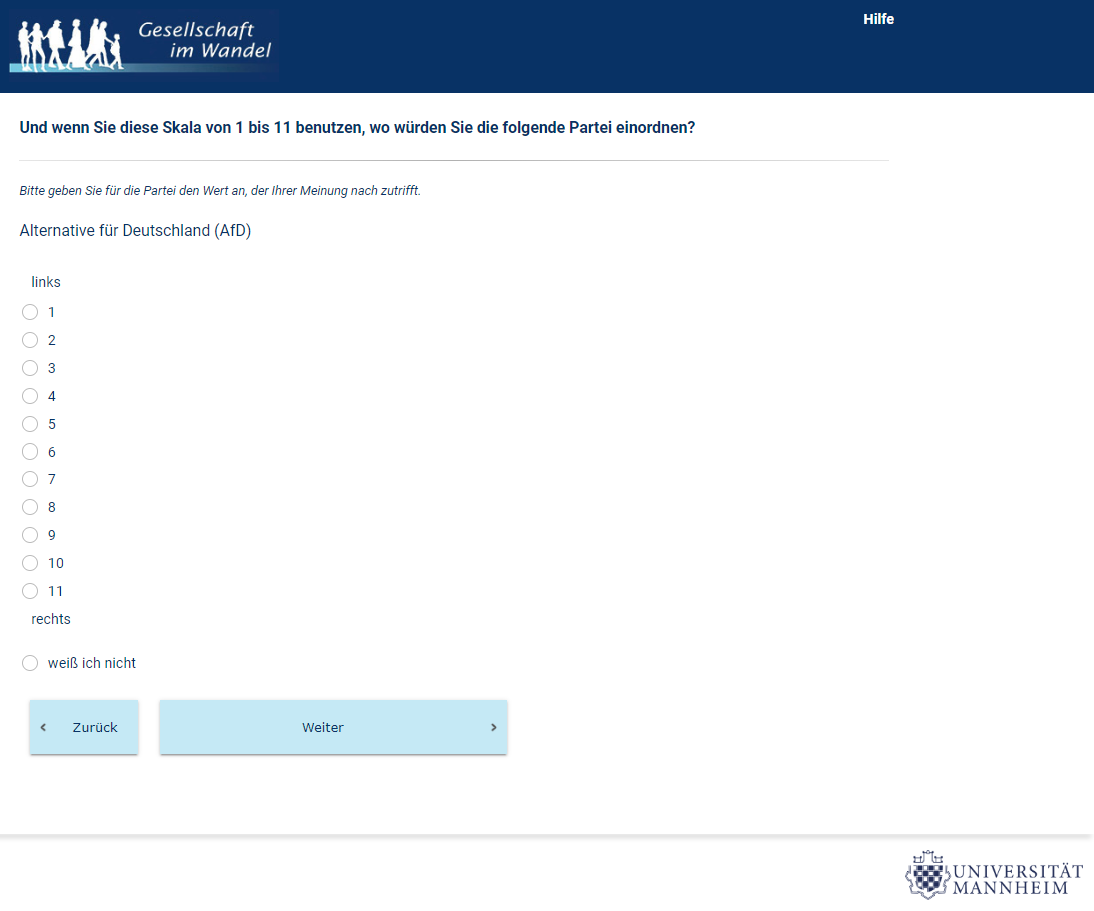 Gesellschaft
im Wandel
Hilfe
Und wenn Sie diese Skala von 1 bis 11 benutzen, wo würden Sie die folgende Partei einordnen?
Bitte geben Sie für die Partei den Wert an, der Ihrer Meinung nach zutrifft.
Alternative für Deutschland (AfD)
links
1
2
3
4
5
6
7
8
9
10
11
rechts
weiß ich nicht
‹ Zurück
Weiter ›
UNIVERSITÄT
MANNHEIM